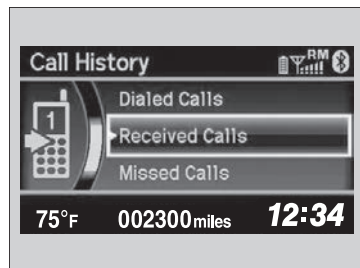 Call History RM
1
Dialed Calls
Received Calls
Missed Calls
75°F 002300 miles 12:34